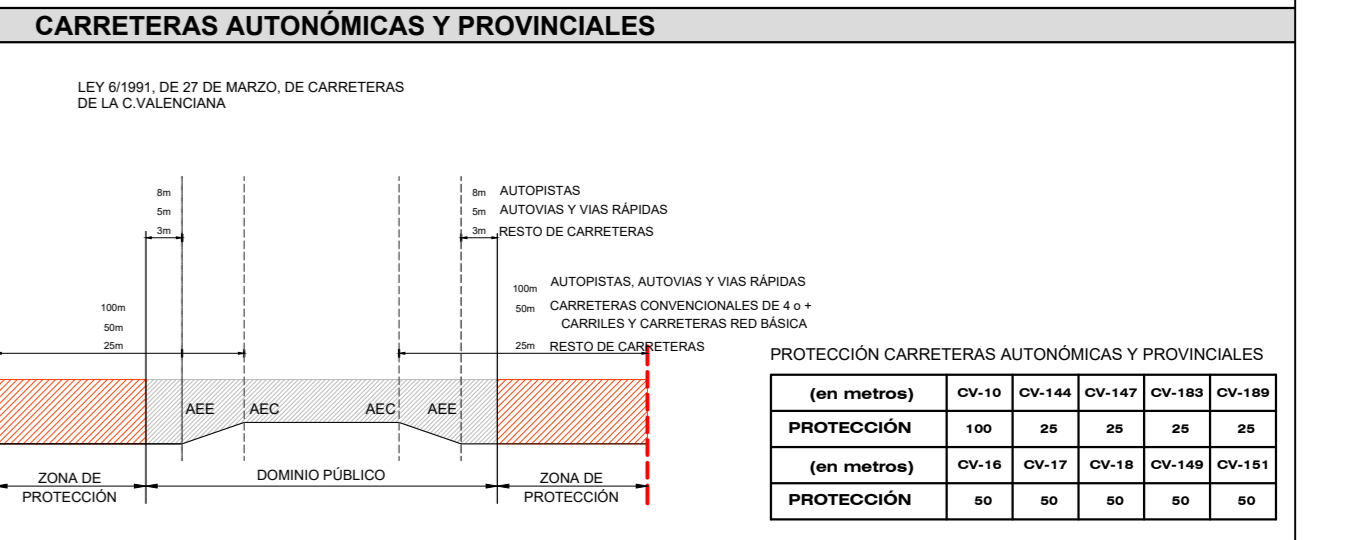 CARRETERAS AUTONÓMICAS Y PROVINCIALES
LEY 6/1991, DE 27 DE MARZO, DE CARRETERAS
DE LA C.VALENCIANA
8m 8m AUTOPISTAS
5m 5m AUTOVIAS Y VIAS RÁPIDAS
3m 3m RESTO DE CARRETERAS
100m AUTOPISTAS, AUTOVIAS Y VIAS RÁPIDAS
100m 50m CARRETERAS CONVENCIONALES DE 4 o +
50m CARRILES Y CARRETERAS RED BÁSICA
25m 25m RESTO DE CARRETERAS
AEE AEC AEC AEE
ZONA DE DOMINIO PÚBLICO ZONA DE
PROTECCIÓN PROTECCIÓN
PROTECCIÓN CARRETERAS AUTONÓMICAS Y PROVINCIALES
(en metros) CV-10 CV-144 CV-147 CV-183 CV-189
PROTECCIÓN 100 25 25 25 25
(en metros) CV-16 CV-17 CV-18 CV-149 CV-151
PROTECCIÓN 50 50 50 50 50